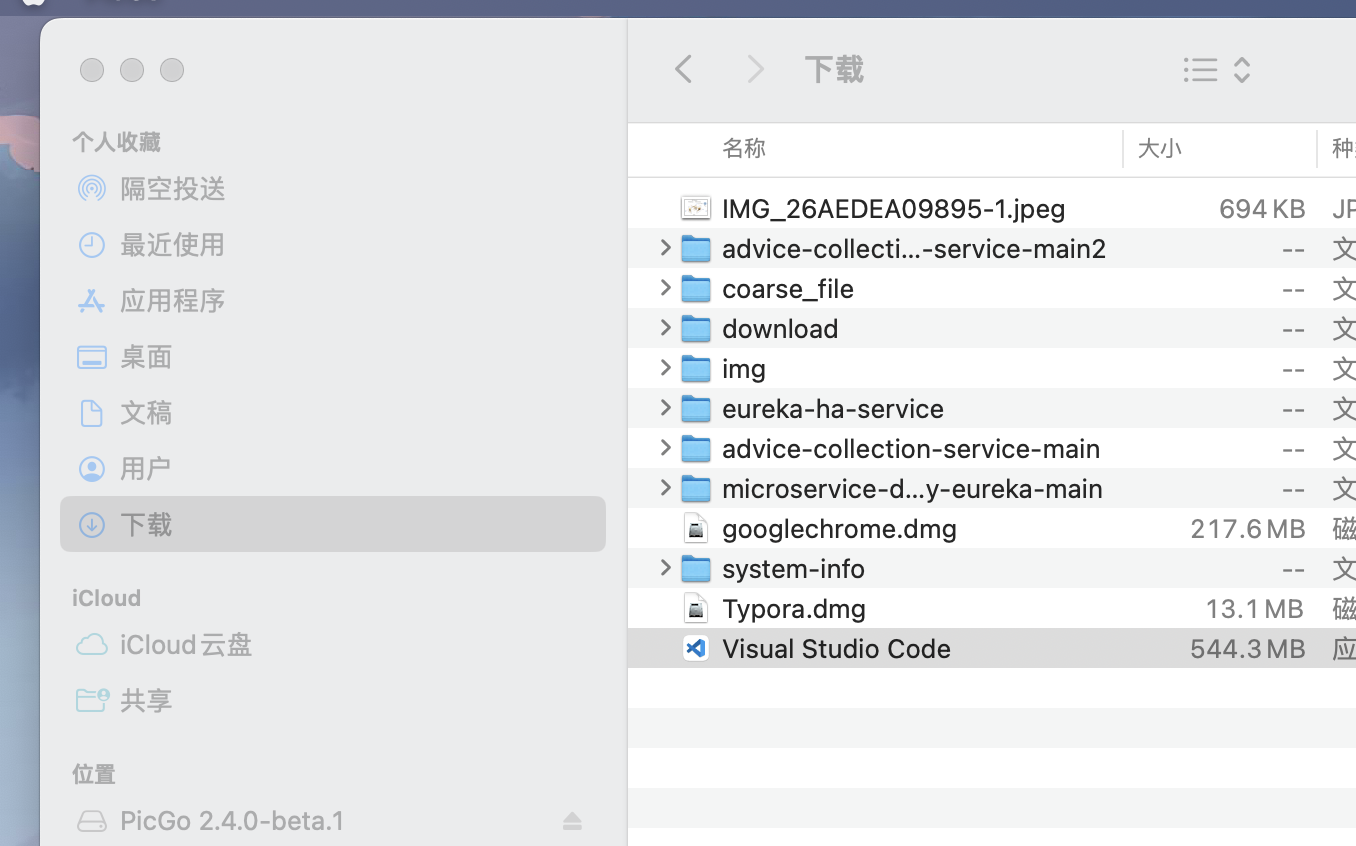 下载
个人收藏
隔空投送
最近使用
应用程序
桌面
文稿
用户
下载
iCloud
iCloud云盘
共享
位置
PicGo 2.4.0-beta.1
名称 大小
IMG_26AEDEA09895-1.jpeg 694 KB JP
advice-collecti...-service-main2 -- 文
coarse_file -- 文
download -- 文
img -- 文
eureka-ha-service -- 文
advice-collection-service-main -- 文
microservice-d...y-eureka-main -- 文
googlechrome.dmg 217.6 MB 磁
system-info -- 文
Typora.dmg 13.1 MB 磁
Visual Studio Code 544.3 MB 应